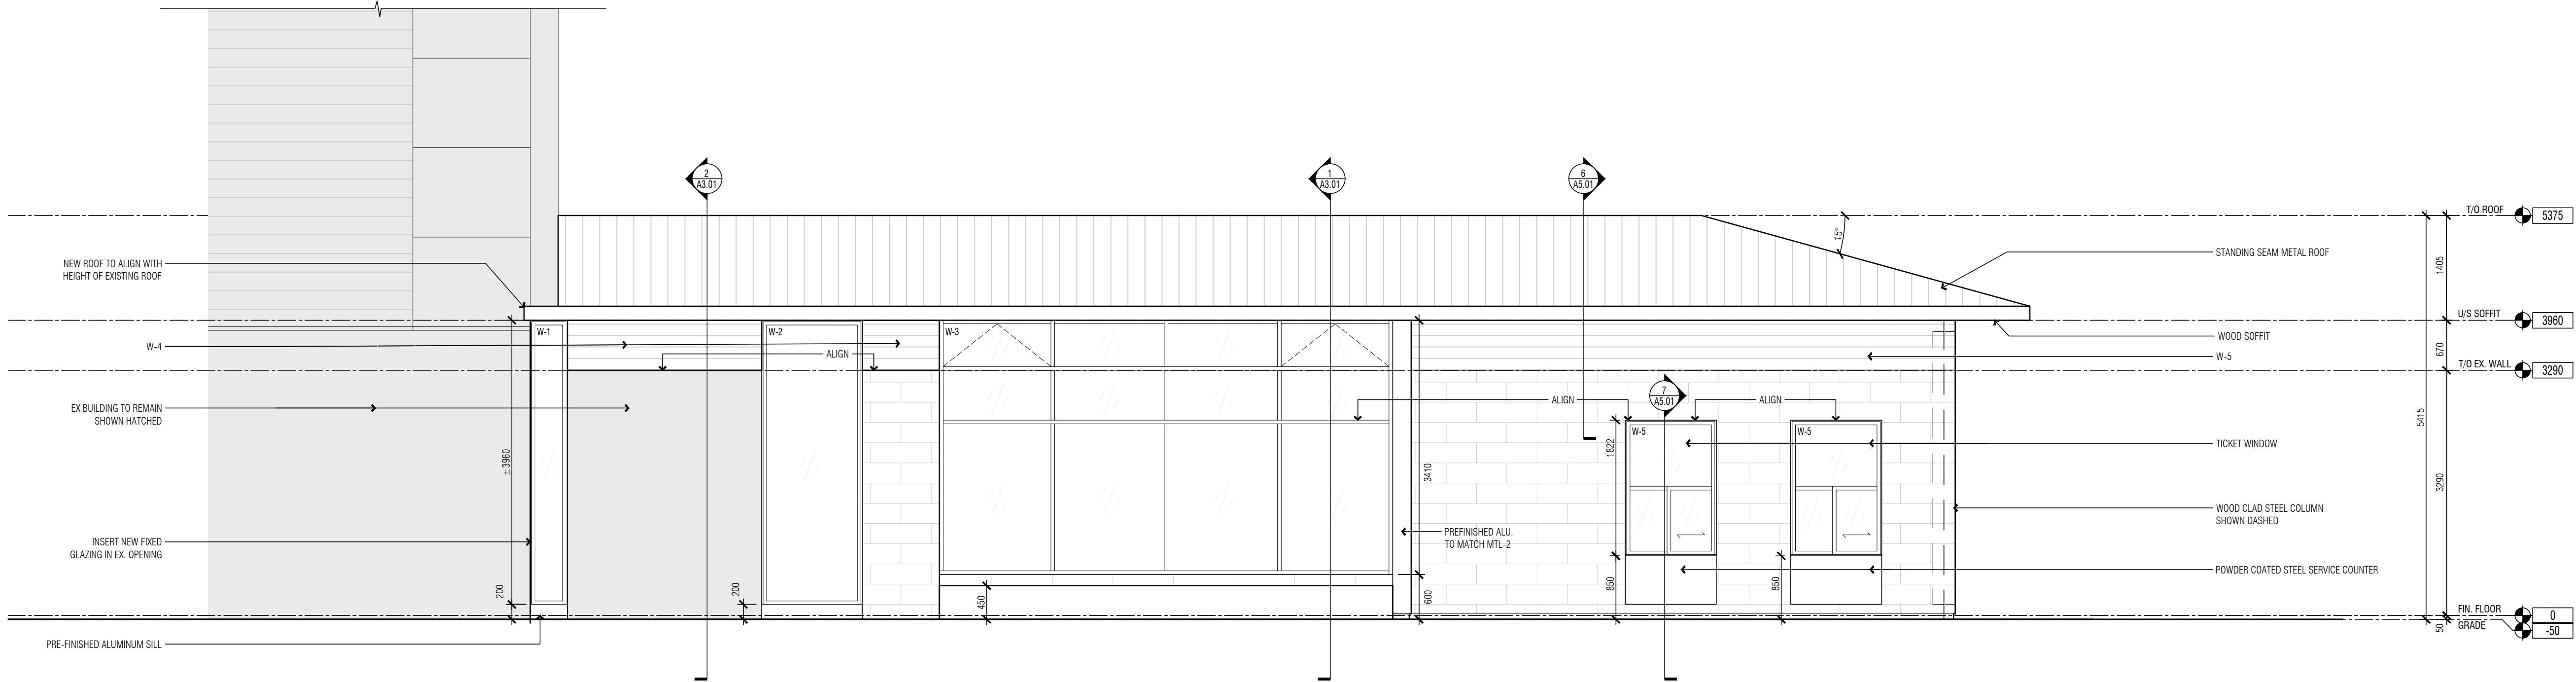 2
A3.01
1
A3.01
6
A5.01
T/O ROOF
5375
15°
NEW ROOF TO ALIGN WITH
HEIGHT OF EXISTING ROOF
STANDING SEAM METAL ROOF
1405
U/S SOFFIT
3960
W-1
W-2
W-3
WOOD SOFFIT
W-4
ALIGN
W-5
670
T/O EX. WALL
3290
7
A5.01
EX BUILDING TO REMAIN
SHOWN HATCHED
ALIGN
ALIGN
5415
W-5
W-5
1822
TICKET WINDOW
±3960
3410
3290
WOOD CLAD STEEL COLUMN
SHOWN DASHED
PREFINISHED ALU.
TO MATCH MTL-2
INSERT NEW FIXED
GLAZING IN EX. OPENING
POWDER COATED STEEL SERVICE COUNTER
200
200
450
600
850
850
FIN. FLOOR
0
GRADE
-50
50
PRE-FINISHED ALUMINUM SILL